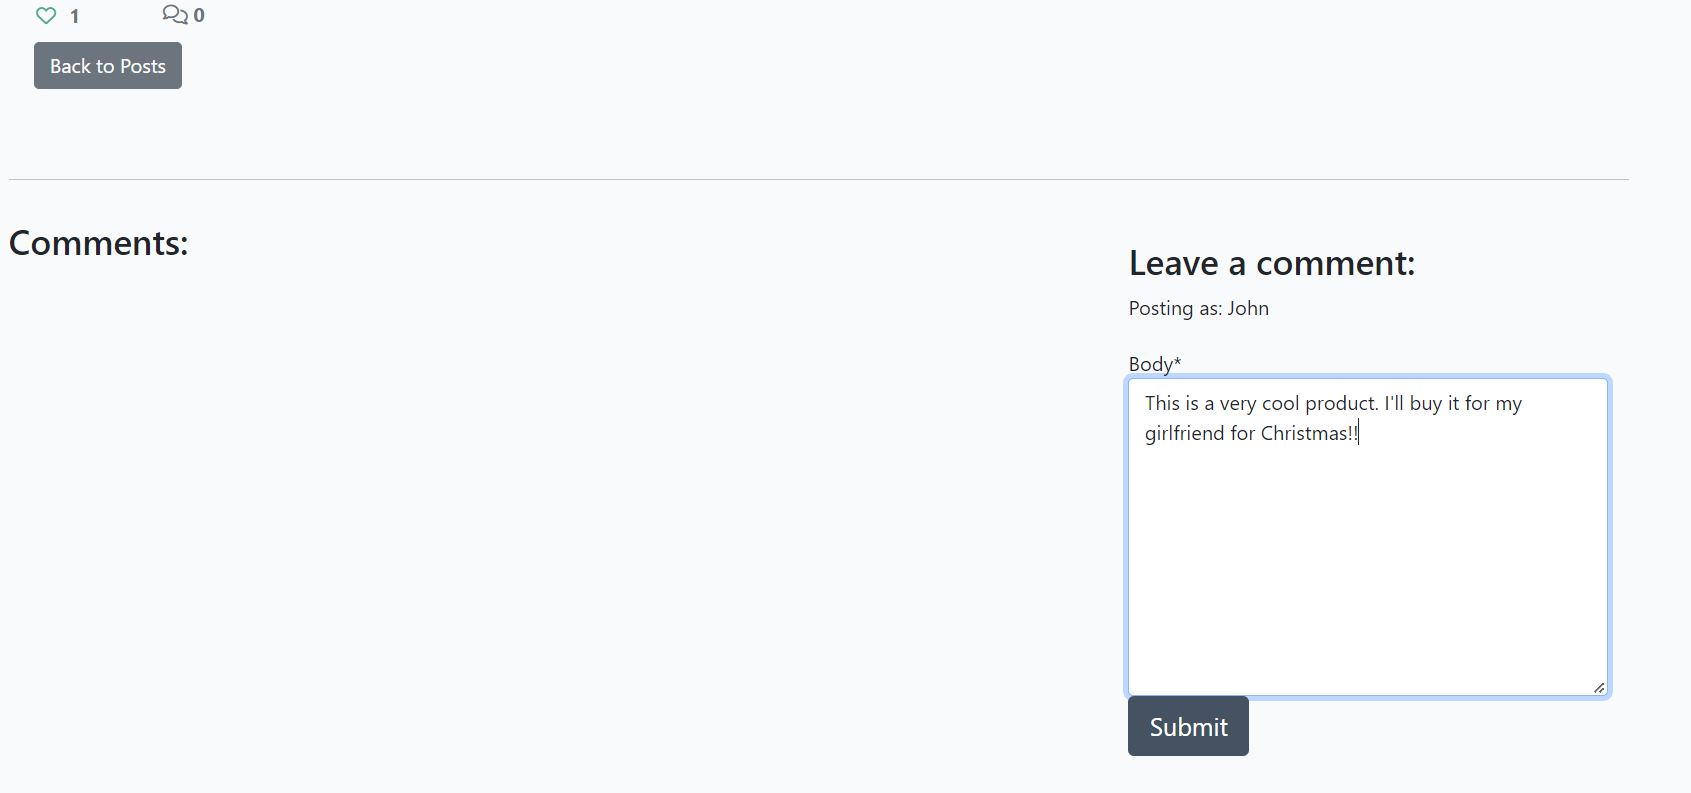 1 0
Back to Posts
Comments:
Leave a comment:
Posting as: John
Body*
This is a very cool product. I'll buy it for my
girlfriend for Christmas!!
Submit